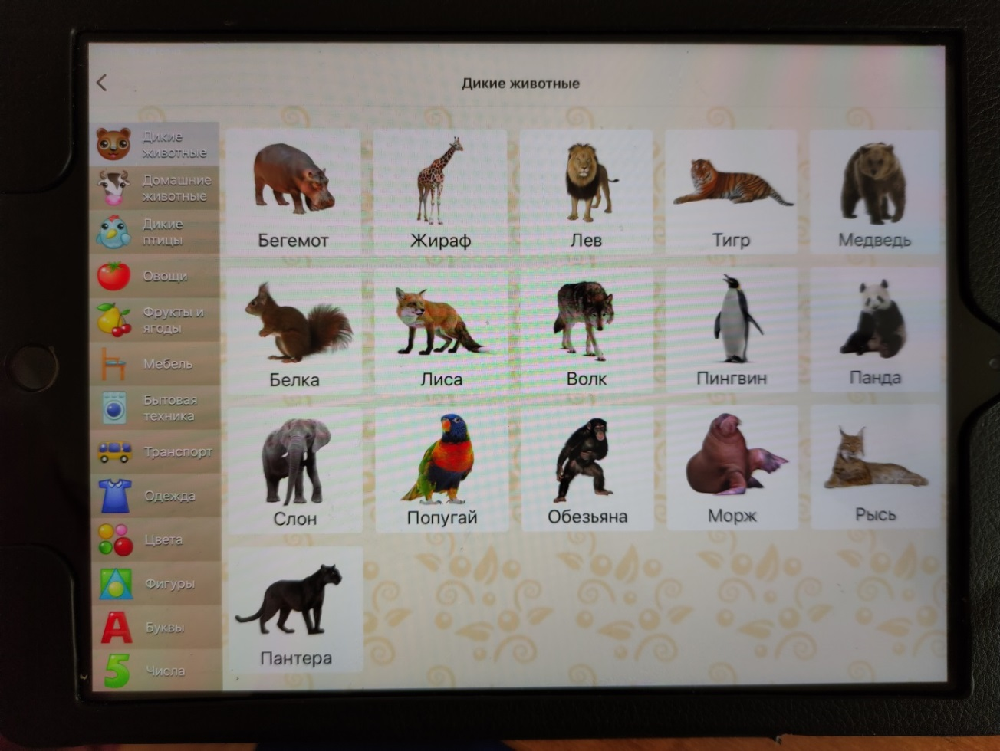 Дикие животные
Дикие
животные
Домашние
животные
Дикие
птицы
Овощи
Фрукты и
ягоды
Мебель
Бытовая
техника
Транспорт
Одежда
Цвета
Фигуры
А
Буквы
5
Числа
Бегемот
Жираф
Лев
Тигр
Медведь
Белка
Лиса
Волк
Пингвин
Панда
Слон
Попугай
Обезьяна
Морж
Рысь
Пантера